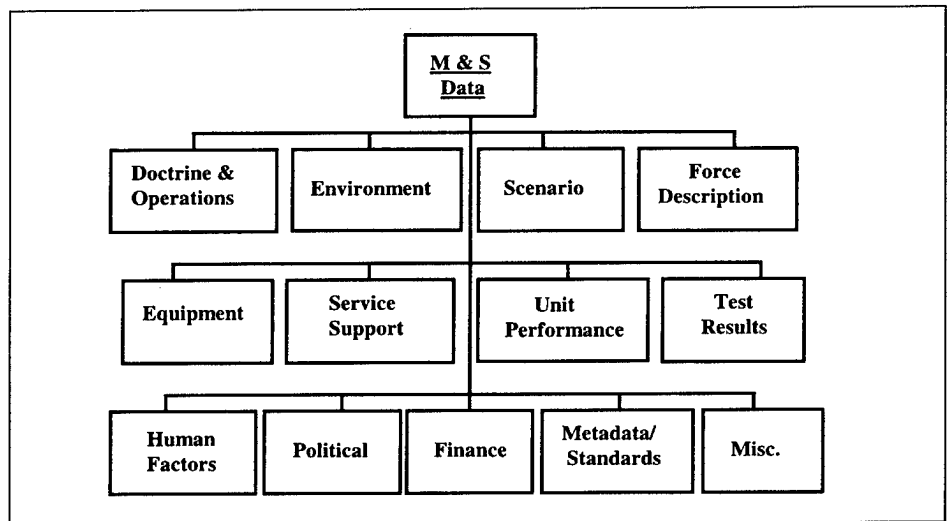 M & S
Data
Doctrine &
Operations
Environment
Scenario
Force
Description
Equipment
Service
Support
Unit
Performance
Test
Results
Human
Factors
Political
Finance
Metadata/
Standards
Misc.